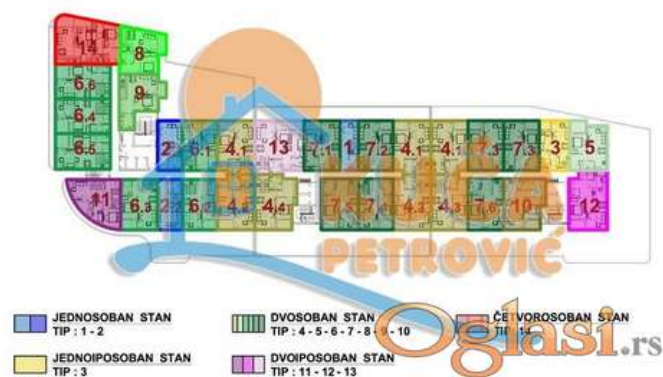 14
8
6.6
9
6.4
6.5
2
6.1
4.1
13
7.1
1
7.2
4.1
4.1
7.3
7.3
3
5
11
6.3
6.2
4.4
7.5
7.4
4.3
4.3
7.6
10
12
KUĆA
PETROVIĆ
JEDNOSOBAN STAN
TIP : 1 - 2
DVOSOBAN STAN
TIP : 4 - 5 - 6 - 7 - 8 - 9 - 10
ČETVOROSOBAN STAN
TIP : 14
JEDNOIPOSOBAN STAN
TIP : 3
DVOIPOSOBAN STAN
TIP : 11 - 12 - 13
Oglasi.rs